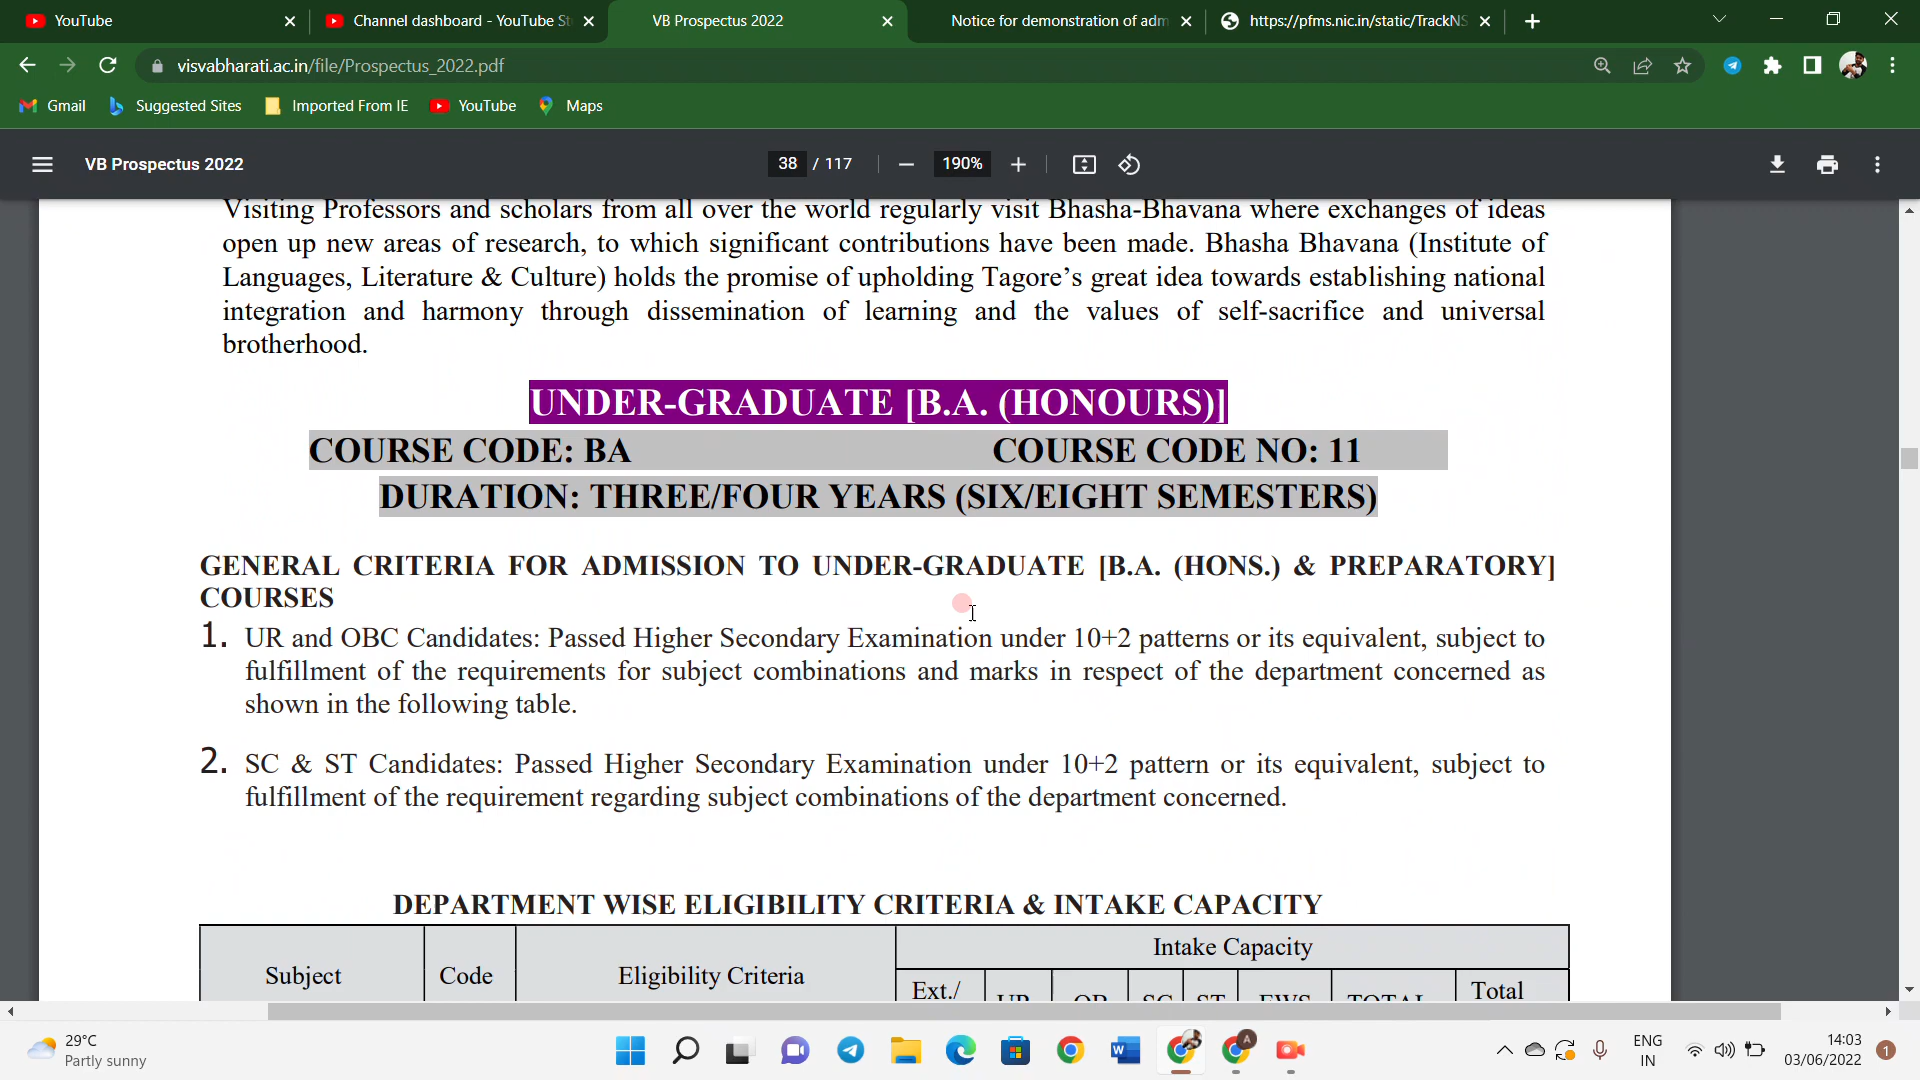 YouTube
Channel dashboard - YouTube St
VB Prospectus 2022
Notice for demonstration of adm
https://pfms.nic.in/static/TrackNS
visvabharati.ac.in/file/Prospectus_2022.pdf
Gmail
Suggested Sites
Imported From IE
YouTube
Maps
VB Prospectus 2022
38 / 117
190%
Visiting Professors and scholars from all over the world regularly visit Bhasha-Bhavana where exchanges of ideas
open up new areas of research, to which significant contributions have been made. Bhasha Bhavana (Institute of
Languages, Literature & Culture) holds the promise of upholding Tagore’s great idea towards establishing national
integration and harmony through dissemination of learning and the values of self-sacrifice and universal
brotherhood.
UNDER-GRADUATE [B.A. (HONOURS)]
COURSE CODE: BA COURSE CODE NO: 11
DURATION: THREE/FOUR YEARS (SIX/EIGHT SEMESTERS)
GENERAL CRITERIA FOR ADMISSION TO UNDER-GRADUATE [B.A. (HONS.) & PREPARATORY]
COURSES
1. UR and OBC Candidates: Passed Higher Secondary Examination under 10+2 patterns or its equivalent, subject to
fulfillment of the requirements for subject combinations and marks in respect of the department concerned as
shown in the following table.
2. SC & ST Candidates: Passed Higher Secondary Examination under 10+2 pattern or its equivalent, subject to
fulfillment of the requirement regarding subject combinations of the department concerned.
DEPARTMENT WISE ELIGIBILITY CRITERIA & INTAKE CAPACITY
Intake Capacity
Subject Code Eligibility Criteria
Ext./ UR OB SC ST EWS TOTAL Total
29°C
Partly sunny
ENG
IN
14:03
03/06/2022
1